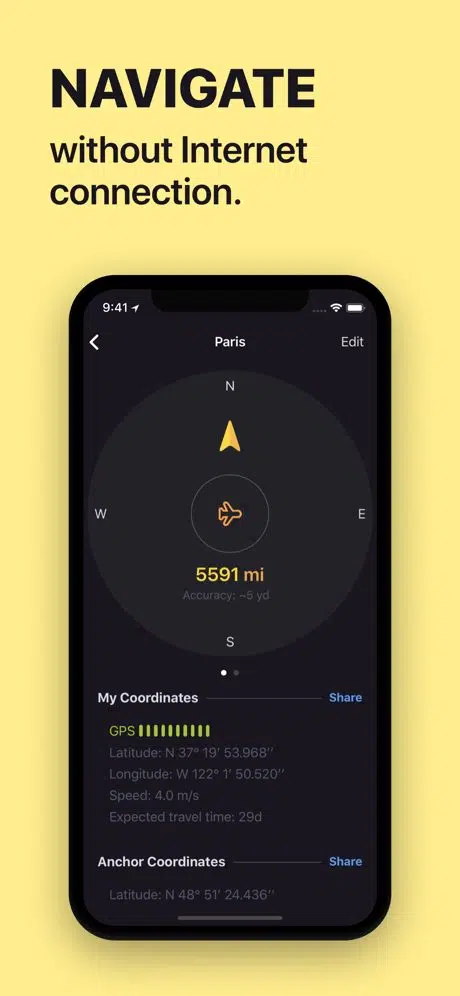 NAVIGATE
without Internet
connection.
9:41
Paris
Edit
N
W
E
5591 mi
Accuracy: ~5 yd
S
My Coordinates
Share
GPS
Latitude: N 37° 19′ 53.968′′
Longitude: W 122° 1′ 50.520′′
Speed: 4.0 m/s
Expected travel time: 29d
Anchor Coordinates
Share
Latitude: N 48° 51′ 24.436′′